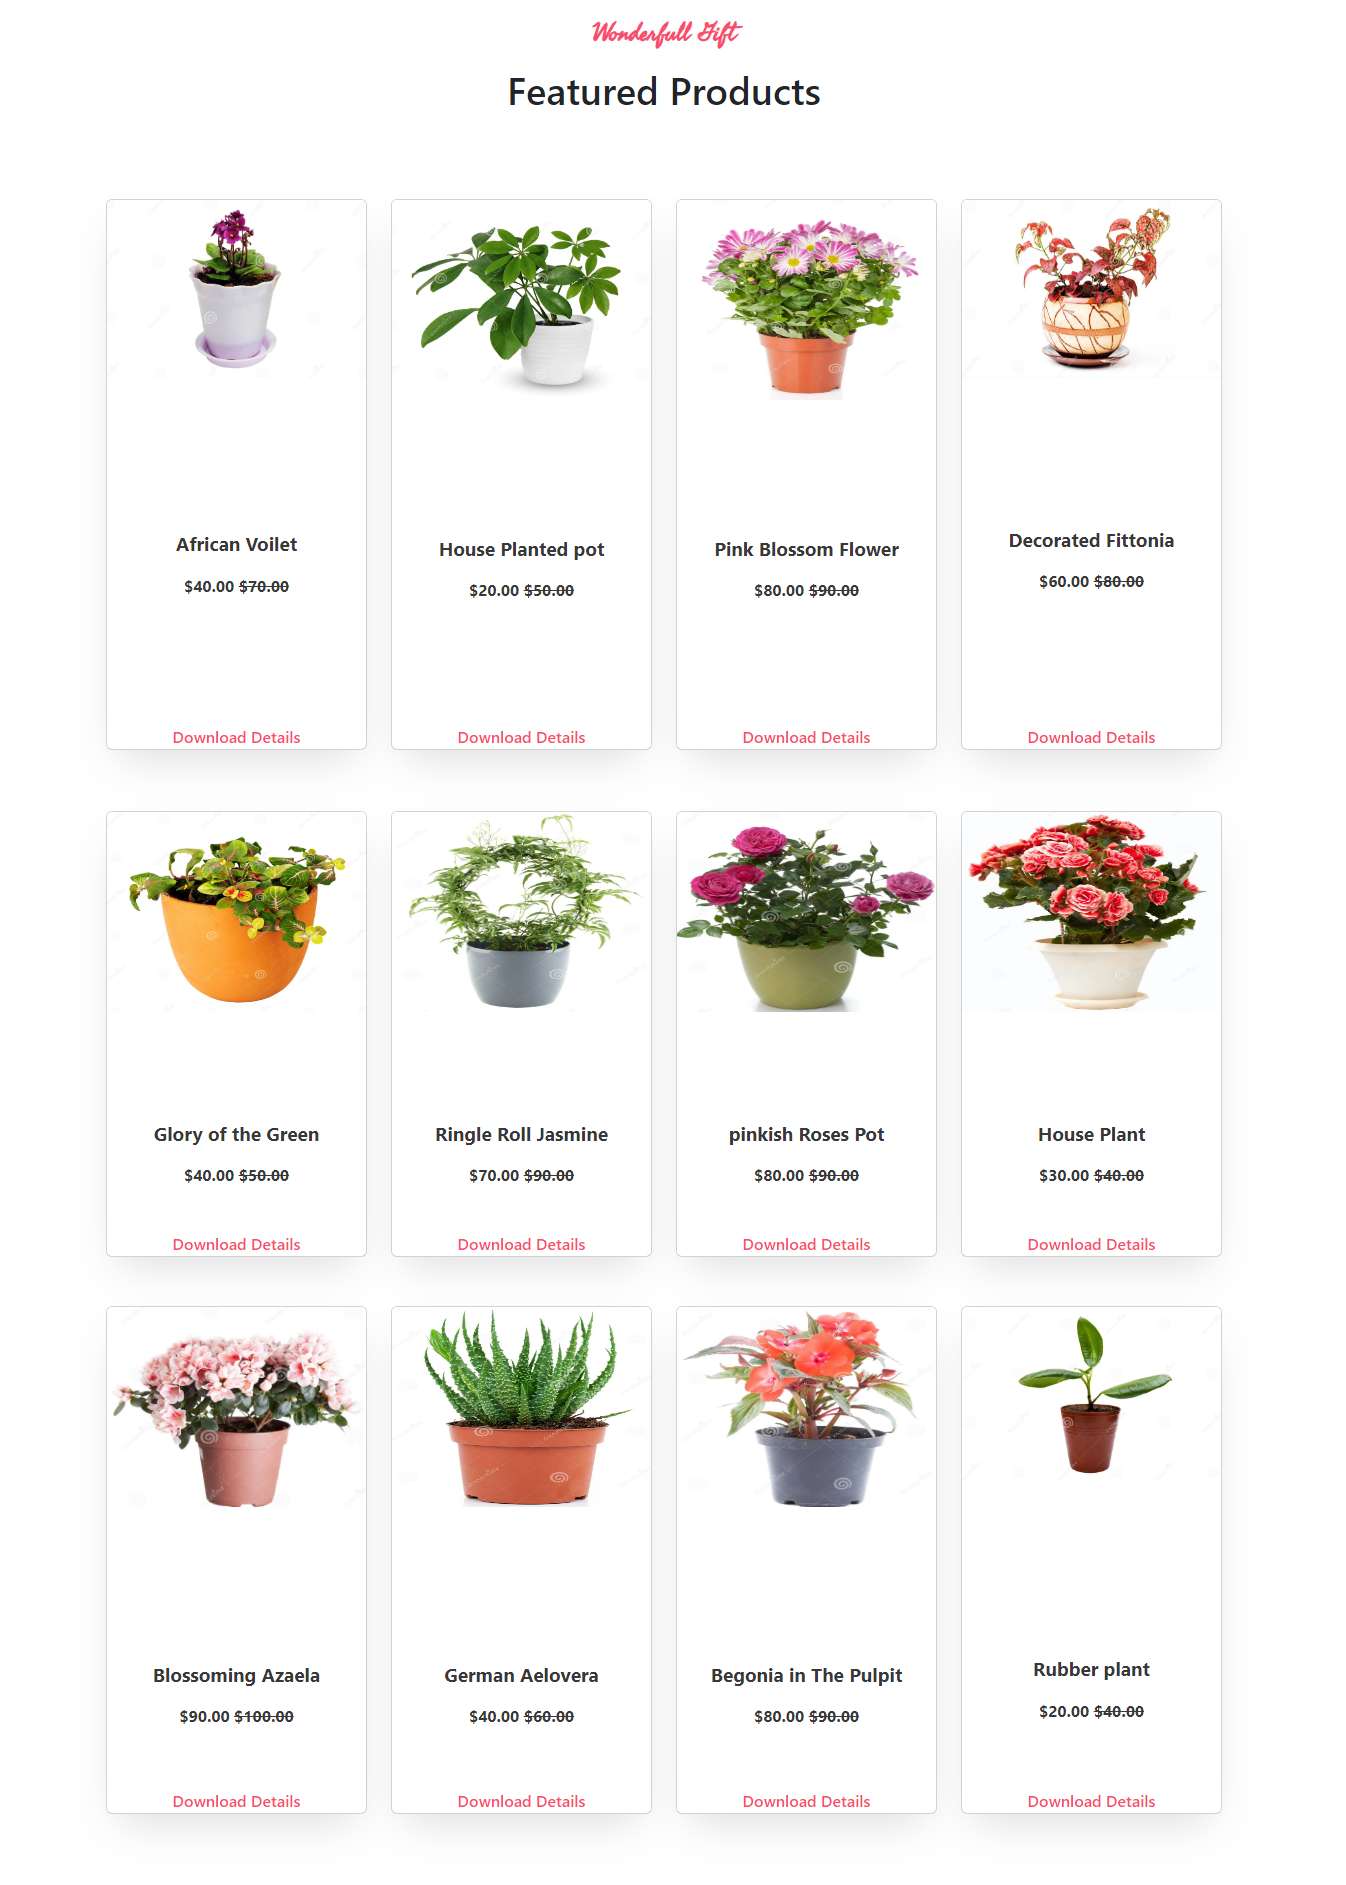 Wonderfull Gift
Featured Products
African Voilet
$40.00 $70.00
Download Details
House Planted pot
$20.00 $50.00
Download Details
Pink Blossom Flower
$80.00 $90.00
Download Details
Decorated Fittonia
$60.00 $80.00
Download Details
Glory of the Green
$40.00 $50.00
Download Details
Ringle Roll Jasmine
$70.00 $90.00
Download Details
pinkish Roses Pot
$80.00 $90.00
Download Details
House Plant
$30.00 $40.00
Download Details
Blossoming Azaela
$90.00 $100.00
Download Details
German Aelovera
$40.00 $60.00
Download Details
Begonia in The Pulpit
$80.00 $90.00
Download Details
Rubber plant
$20.00 $40.00
Download Details